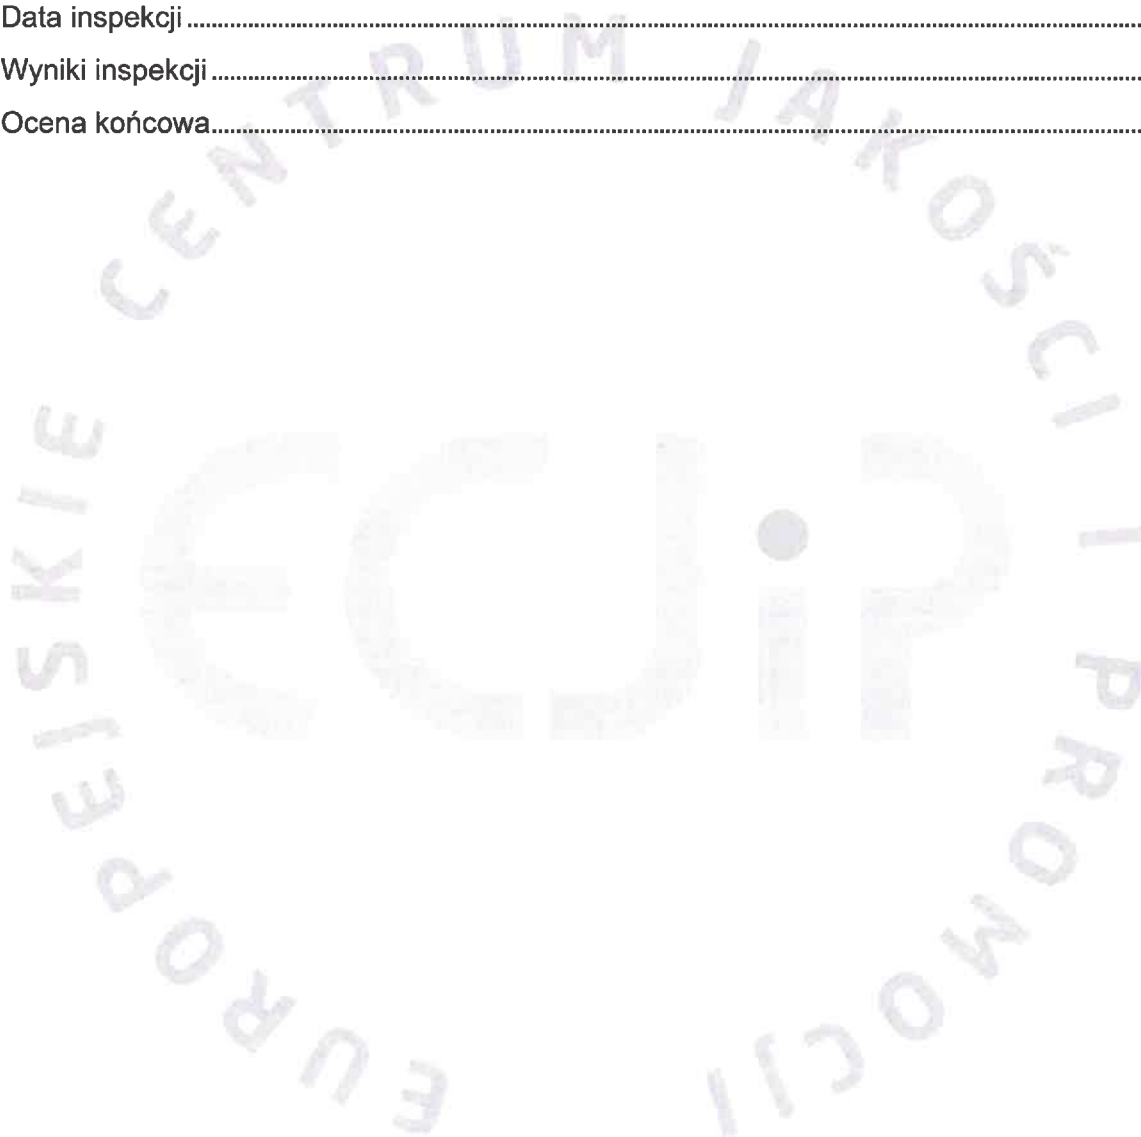 Data inspekcji ........................................
Wyniki inspekcji ........................................
Ocena końcowa ........................................
EUROPEJSKIE CENTRUM JAKOŚCI I PROMOCJI
ECJiP